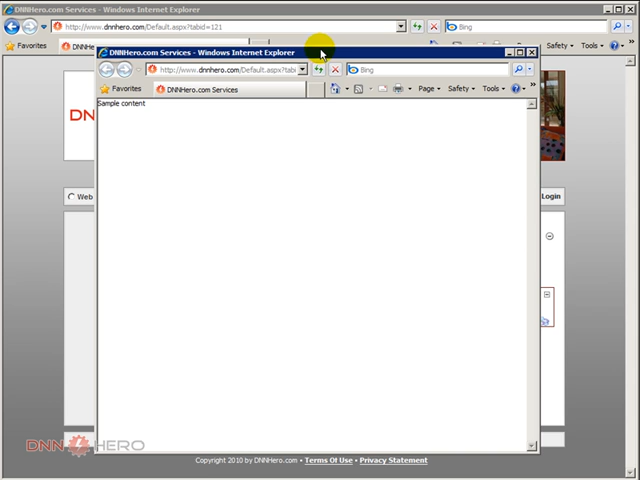 DNNHero.com Services - Windows Internet Explorer
http://www.dnnhero.com/Default.aspx?tabid=121
Bing
Favorites
Safety
Tools
DNNHero.com Services - Windows Internet Explorer
http://www.dnnhero.com/Default.aspx?tabi
Bing
Favorites
DNNHero.com Services
Page
Safety
Tools
Sample content
DNN
Web
Login
DNN HERO
Copyright 2010 by DNNHero.com • Terms Of Use • Privacy Statement